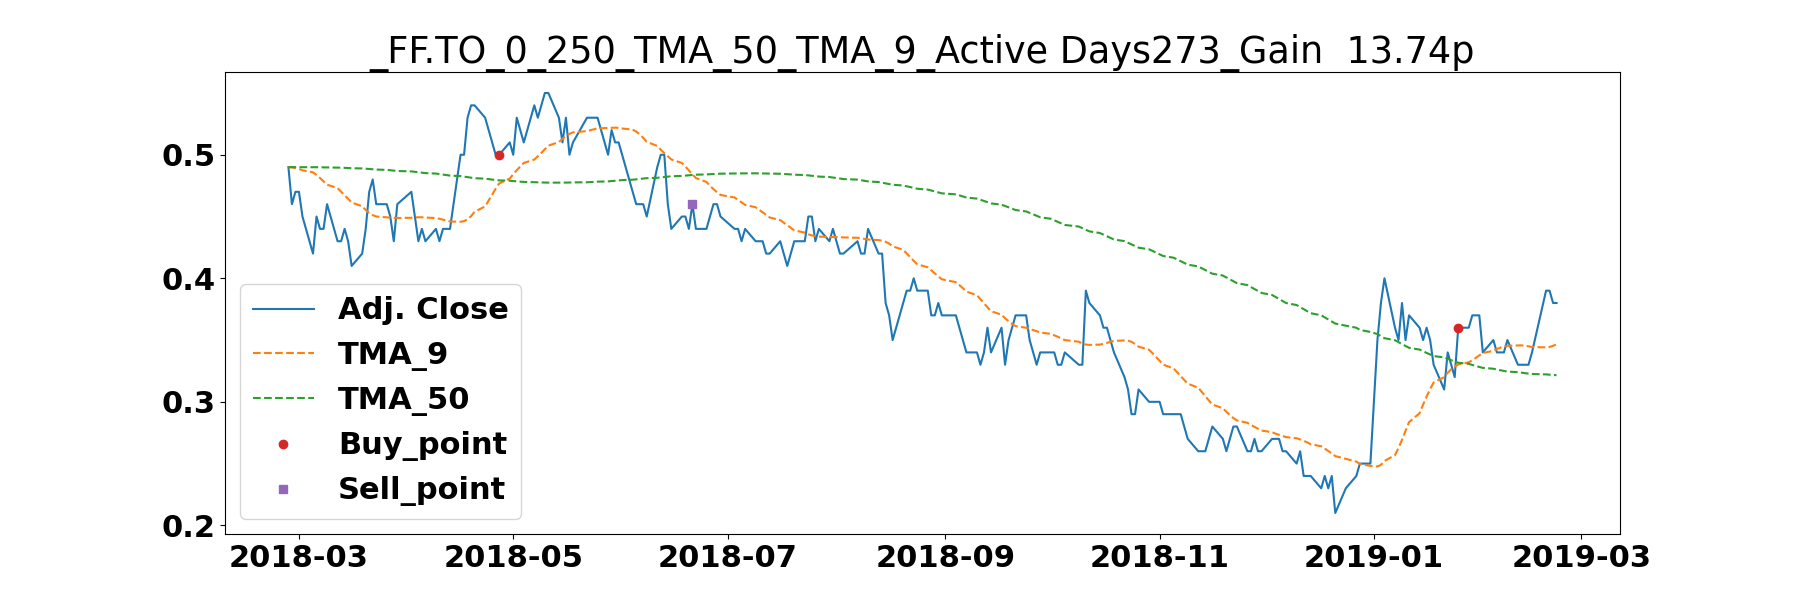 _FF.TO_0_250_TMA_50_TMA_9_Active Days273_Gain  13.74p
0.5
0.4
0.3
0.2
Adj. Close
TMA_9
TMA_50
Buy_point
Sell_point
2018-03 2018-05 2018-07 2018-09 2018-11 2019-01 2019-03